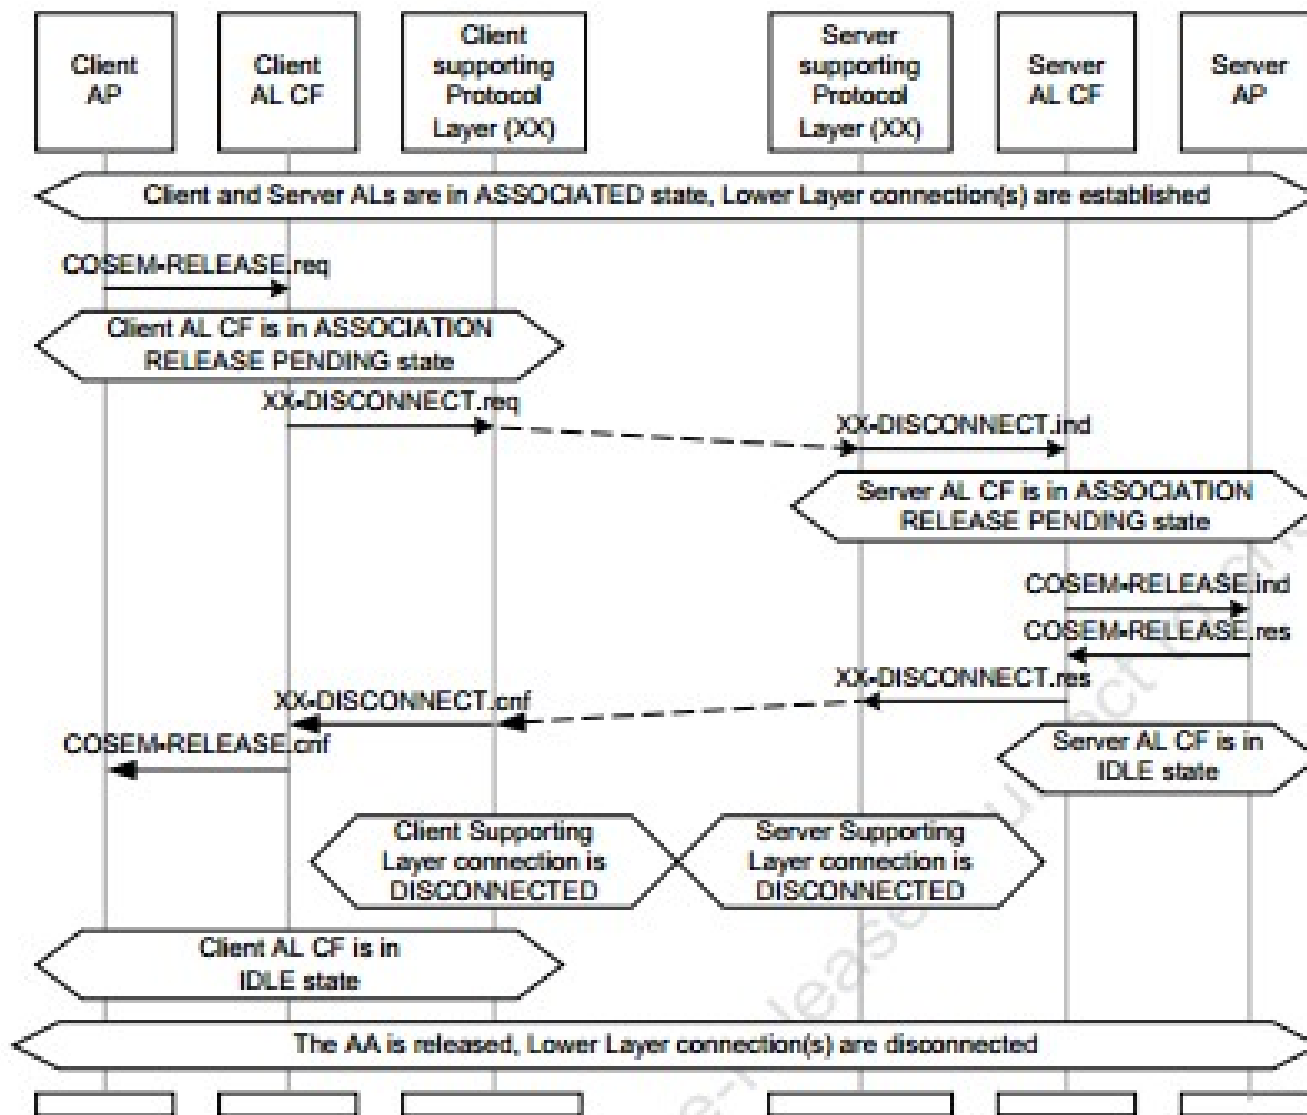 Client
AP
Client
AL CF
Client
supporting
Protocol
Layer (XX)
Server
supporting
Protocol
Layer (XX)
Server
AL CF
Server
AP
Client and Server ALs are in ASSOCIATED state, Lower Layer connection(s) are established
COSEM-RELEASE.req
Client AL CF is in ASSOCIATION
RELEASE PENDING state
XX-DISCONNECT.req
XX-DISCONNECT.ind
Server AL CF is in ASSOCIATION
RELEASE PENDING state
COSEM-RELEASE.ind
COSEM-RELEASE.res
XX-DISCONNECT.res
XX-DISCONNECT.cnf
COSEM-RELEASE.cnf
Server AL CF is in
IDLE state
Client Supporting
Layer connection is
DISCONNECTED
Server Supporting
Layer connection is
DISCONNECTED
Client AL CF is in
IDLE state
The AA is released, Lower Layer connection(s) are disconnected